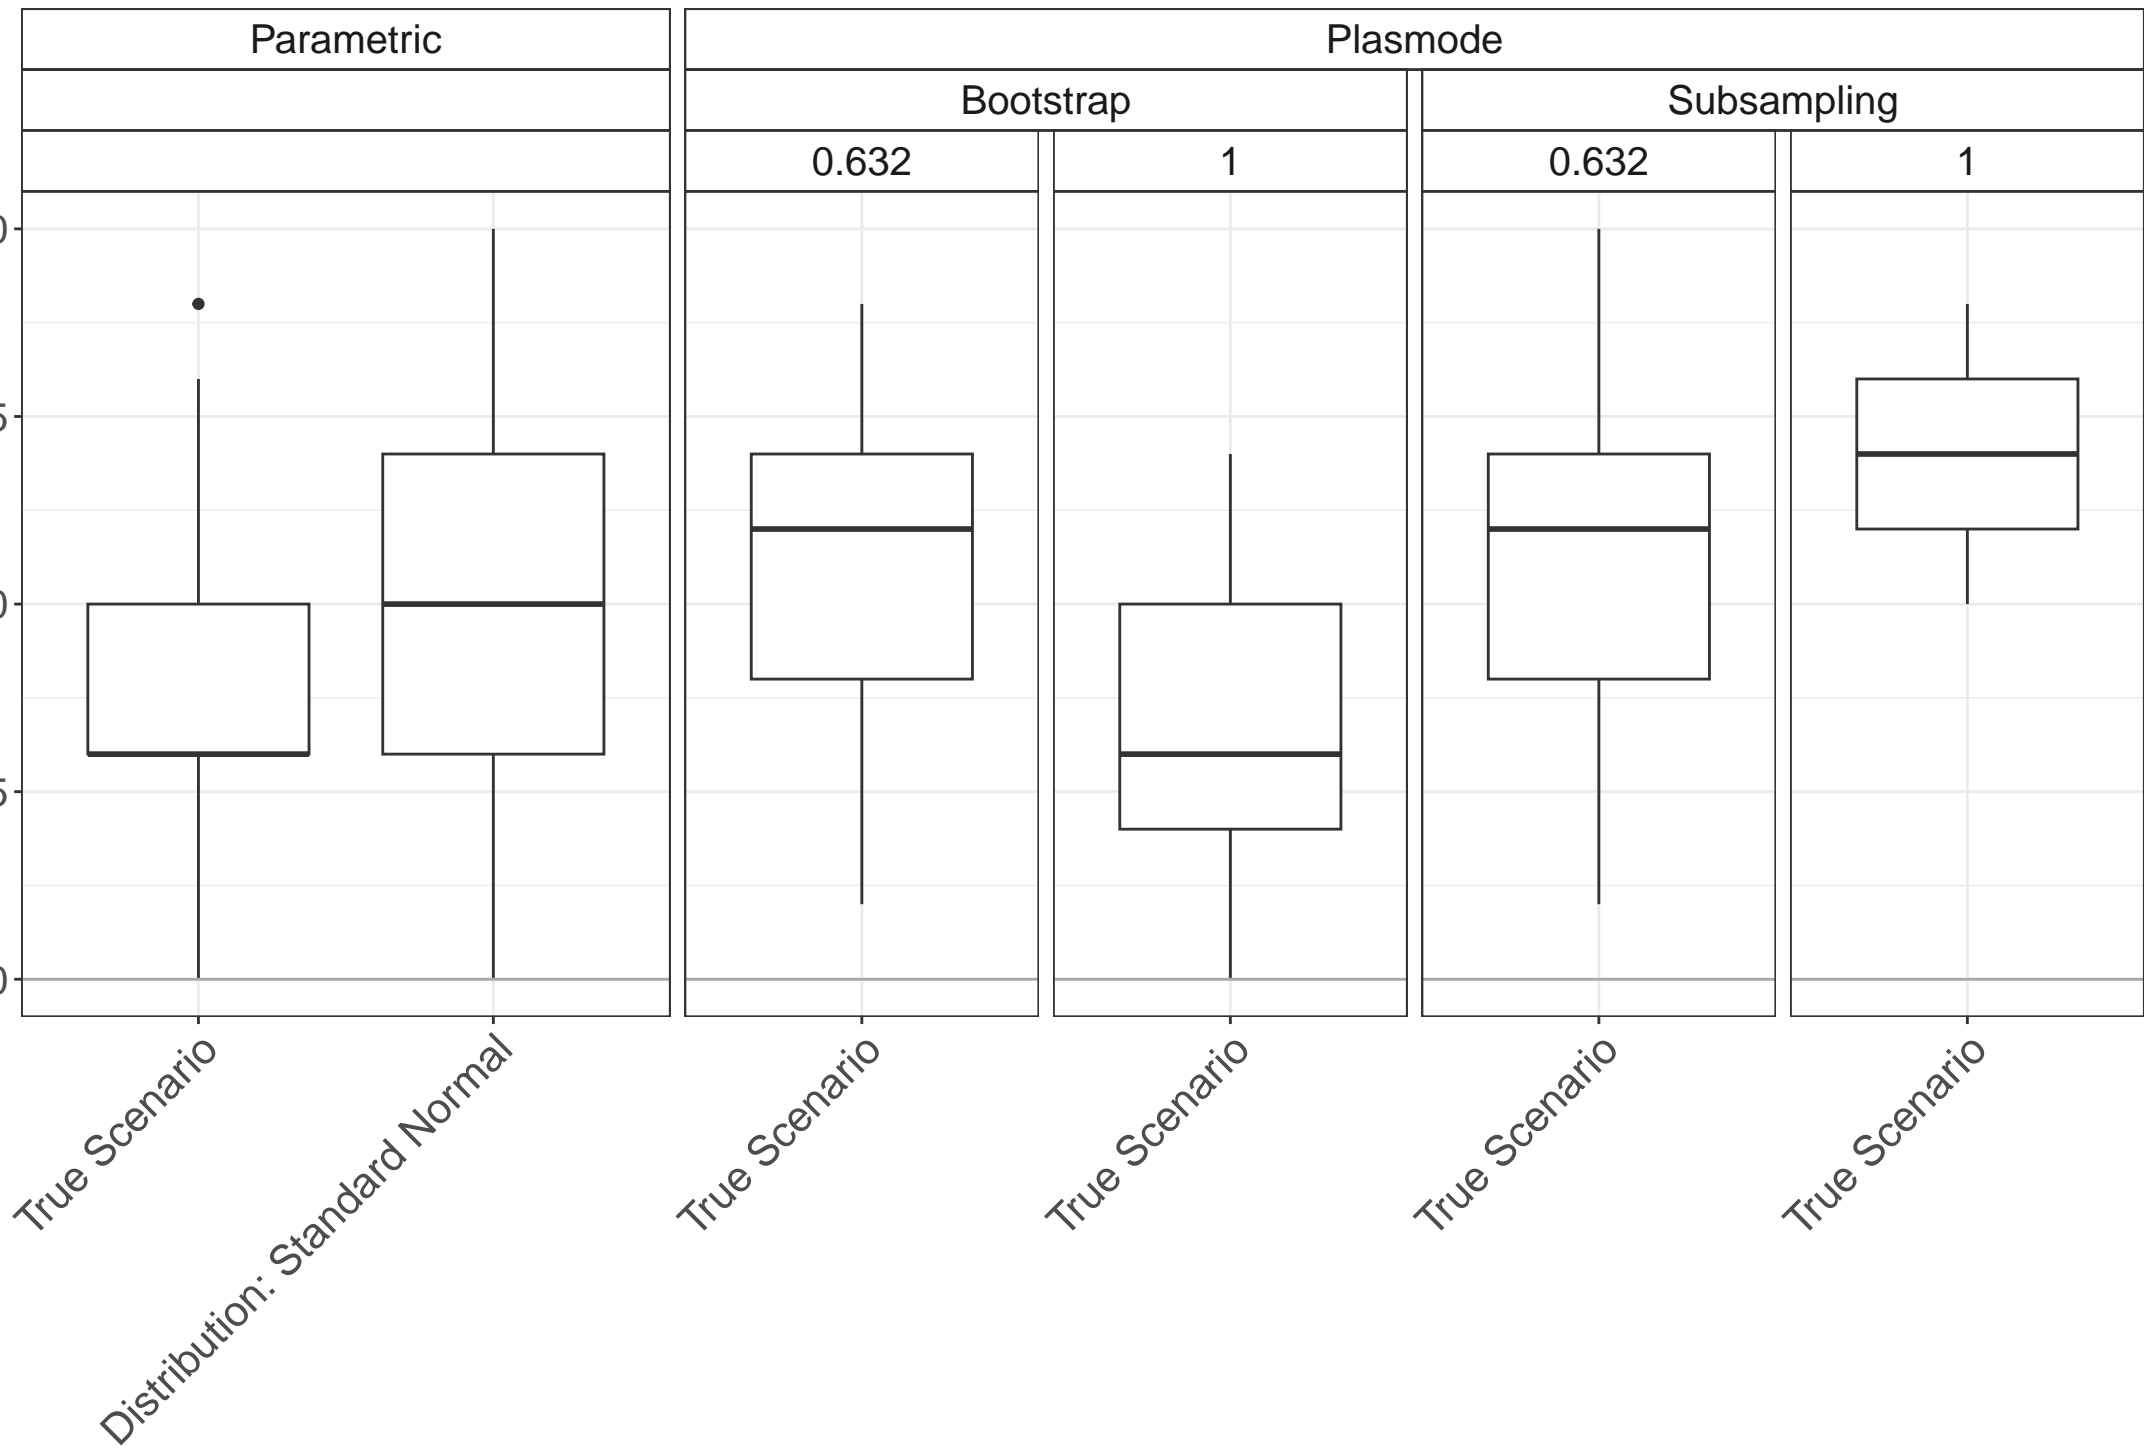 Parametric
Plasmode
Bootstrap
Subsampling
0.632
1
0.632
1
True Scenario
Distribution: Standard Normal
True Scenario
True Scenario
True Scenario
True Scenario